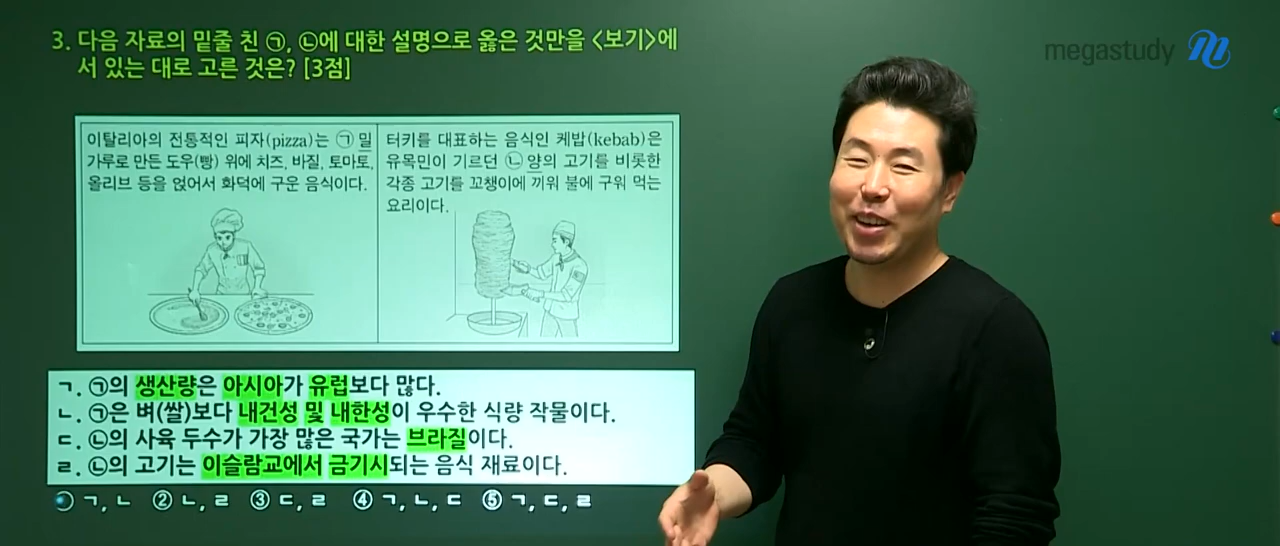 3. 다음 자료의 밑줄 친 ㉠, ㉡에 대한 설명으로 옳은 것만을 <보기>에
서 있는 대로 고른 것은? [3점]
megastudy
이탈리아의 전통적인 피자(pizza)는 ㉠ 밀
가루로 만든 도우(빵) 위에 치즈, 바질, 토마토,
올리브 등을 얹어서 화덕에 구운 음식이다.
터키를 대표하는 음식인 케밥(kebab)은
유목민이 기르던 ㉡ 양의 고기를 비롯한
각종 고기를 꼬챙이에 끼워 불에 구워 먹는
요리이다.
ㄱ. ㉠의 생산량은 아시아가 유럽보다 많다.
ㄴ. ㉠은 벼(쌀)보다 내건성 및 내한성이 우수한 식량 작물이다.
ㄷ. ㉡의 사육 두수가 가장 많은 국가는 브라질이다.
ㄹ. ㉡의 고기는 이슬람교에서 금기시되는 음식 재료이다.
ㄱ, ㄴ ② ㄴ, ㄹ ③ ㄷ, ㄹ ④ ㄱ, ㄴ, ㄷ ⑤ ㄱ, ㄷ, ㄹ